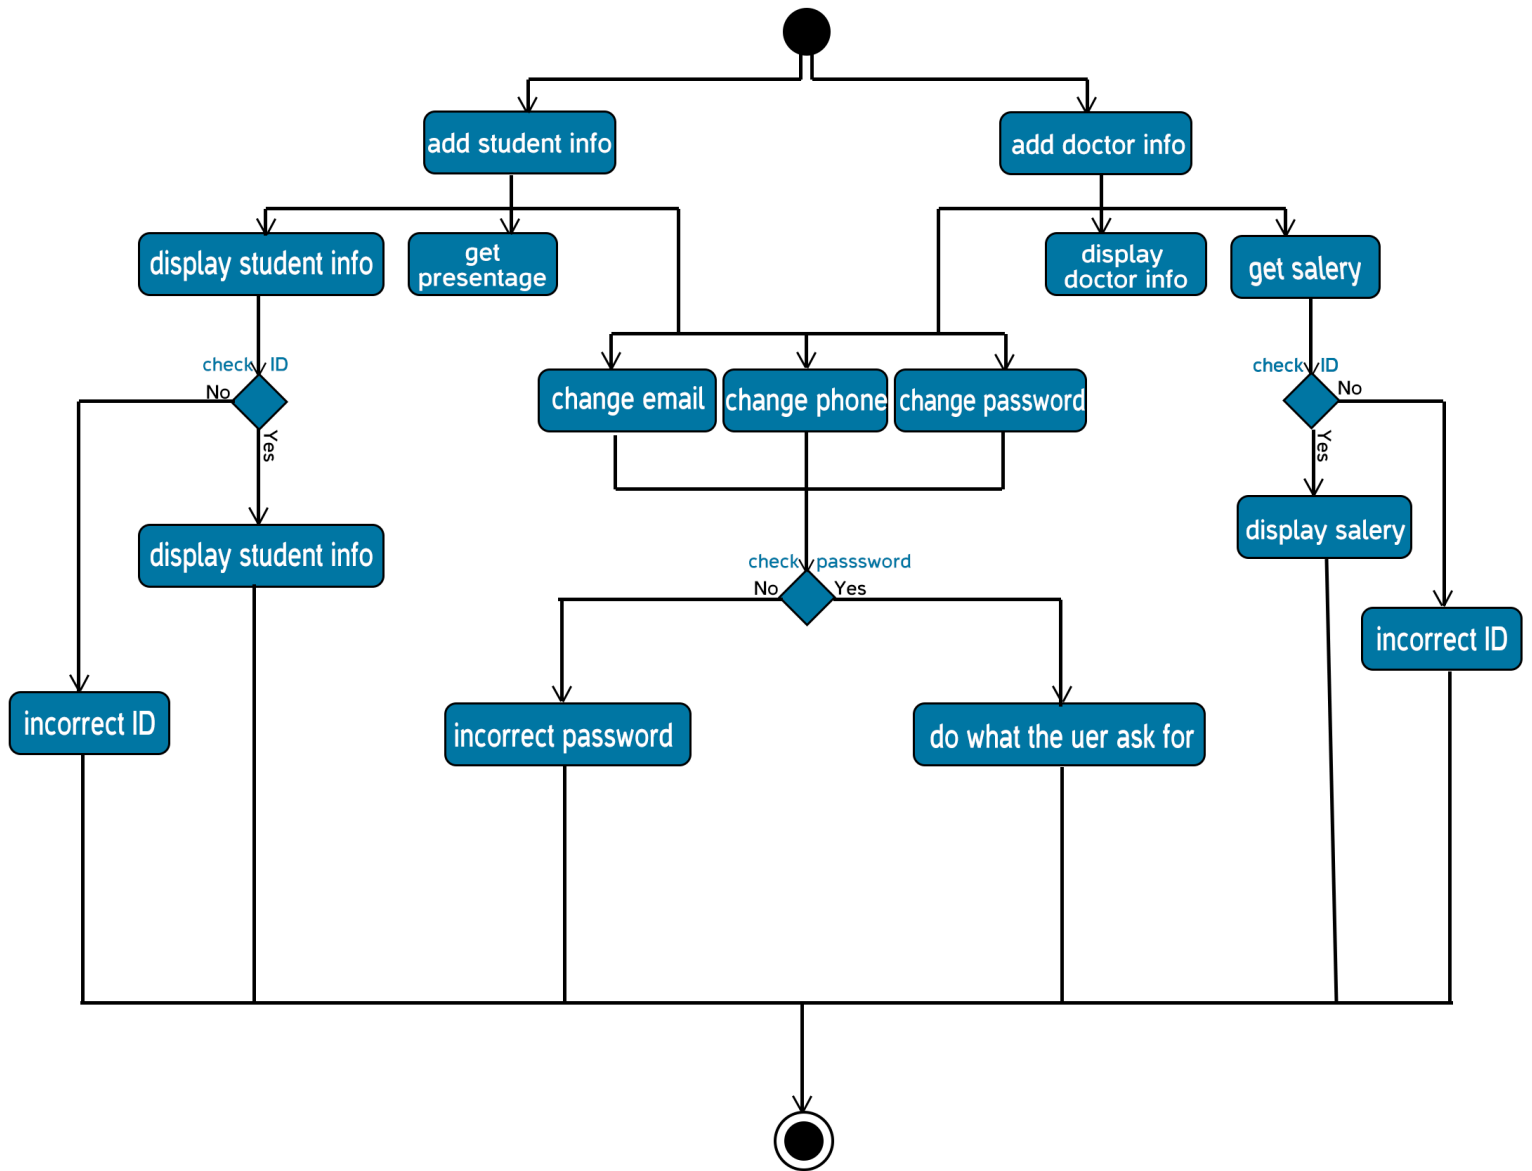 add student info
add doctor info
display student info
get
presentage
display
doctor info
get salery
check ID
No
Yes
change email
change phone
change password
check ID
No
Yes
display student info
display salery
check passsword
No
Yes
incorrect ID
incorrect ID
incorrect password
do what the uer ask for